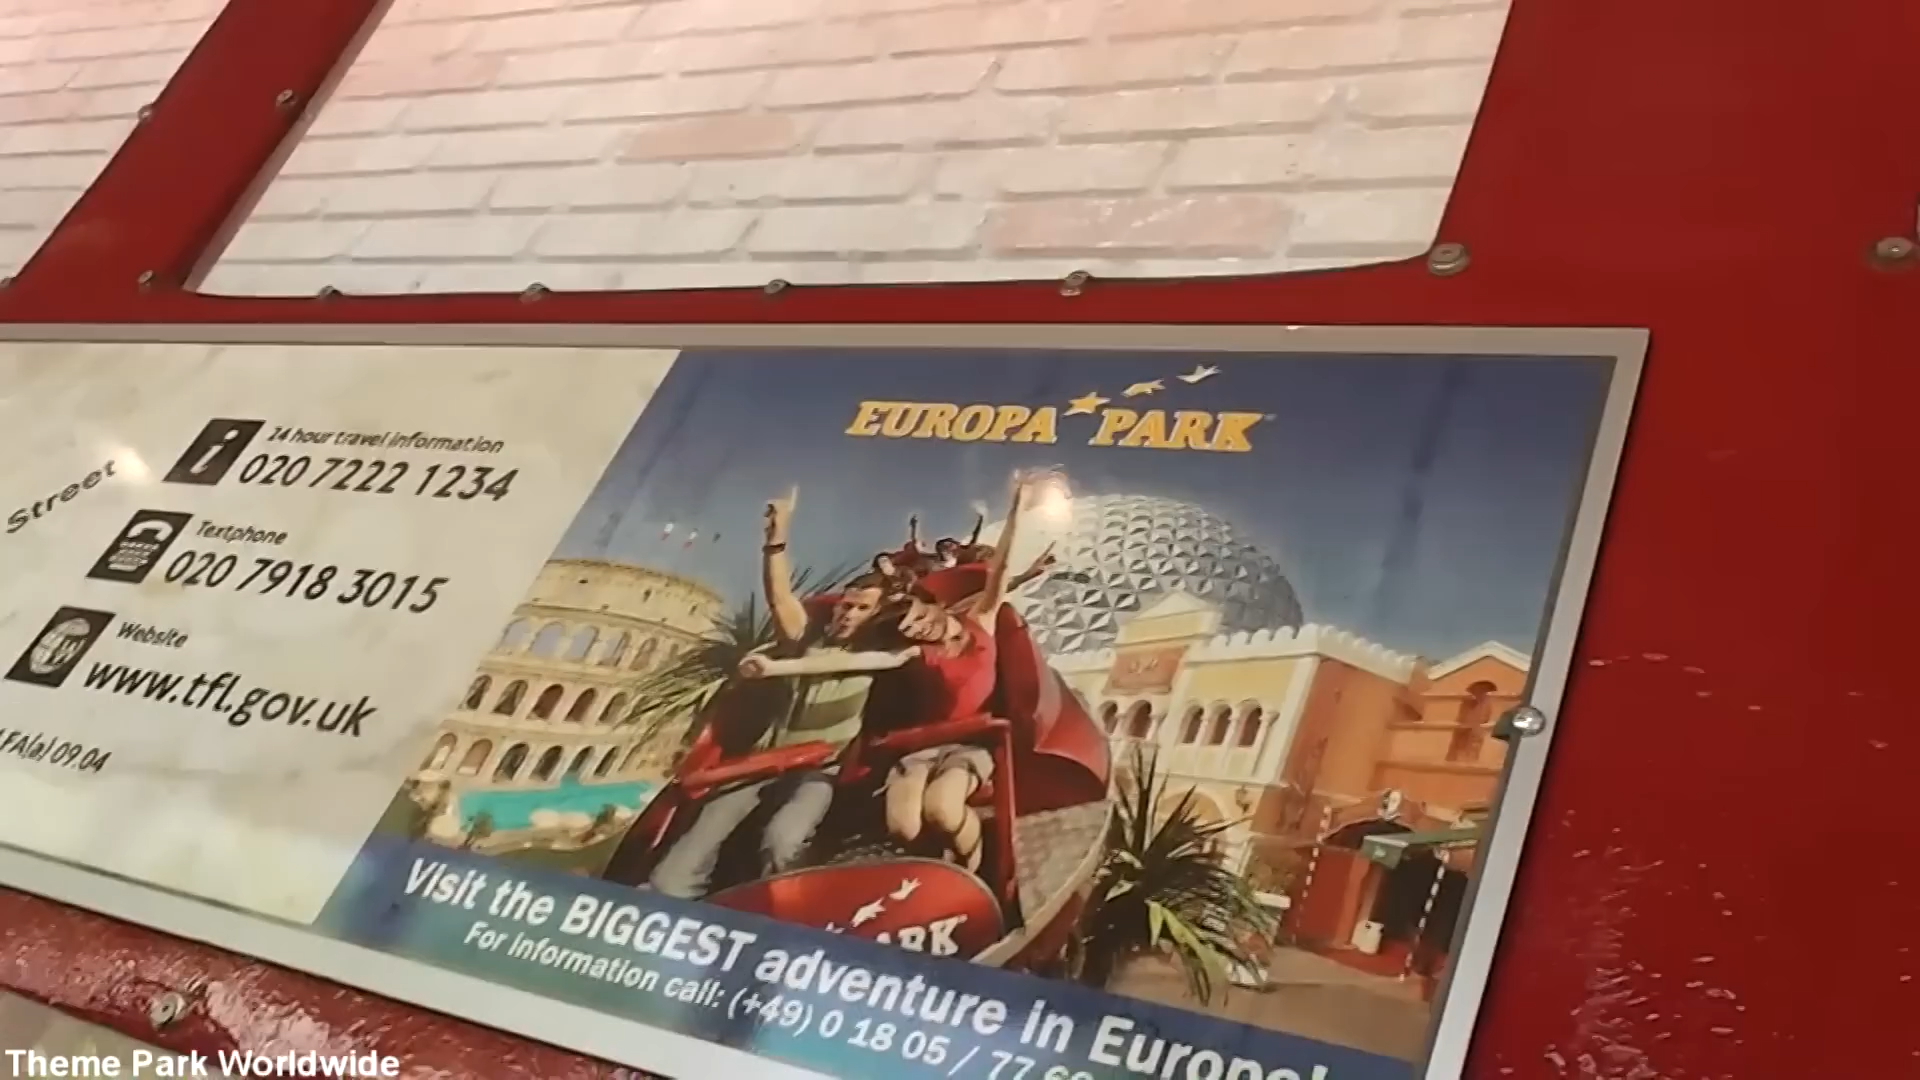 Street
24 hour travel information
020 7222 1234
Textphone
020 7918 3015
Website
www.tfl.gov.uk
09.04
EUROPA PARK
ARK
Visit the BIGGEST adventure in Europe!
For information call: (+49) 0 18 05 / 77
Theme Park Worldwide